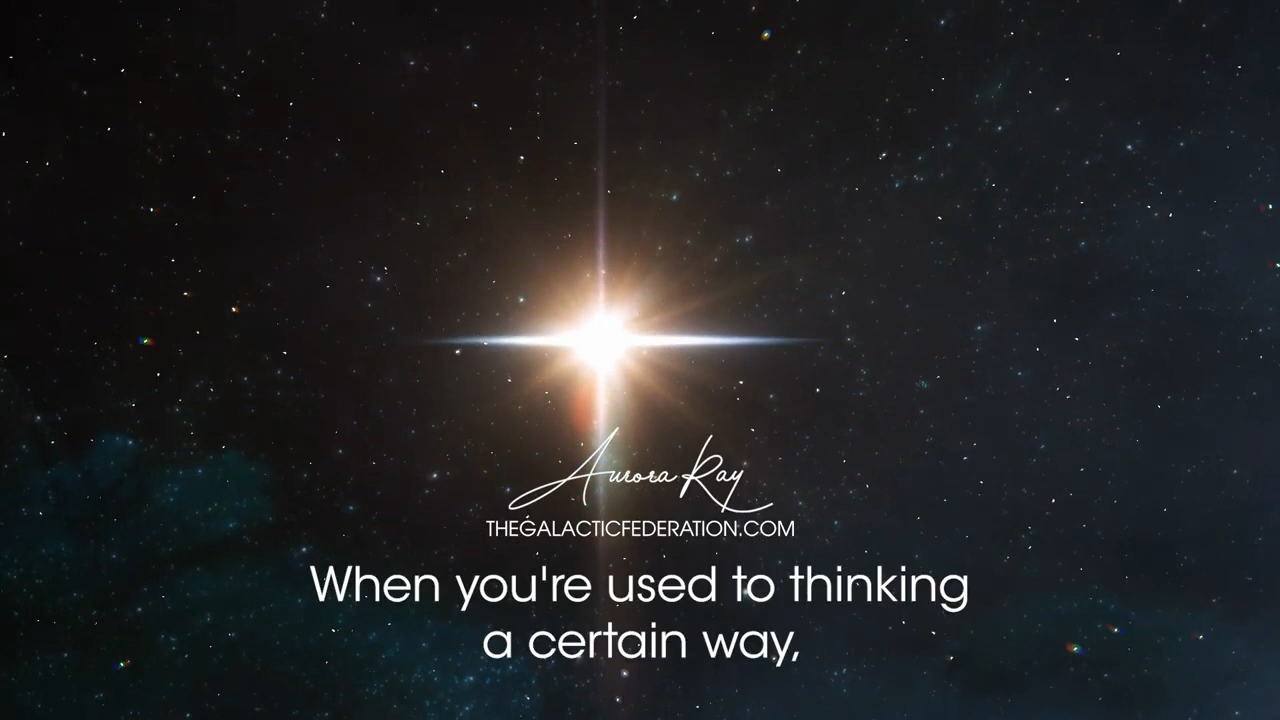 Aurora Ray
THEGALACTICFEDERATION.COM
When you're used to thinking
a certain way,